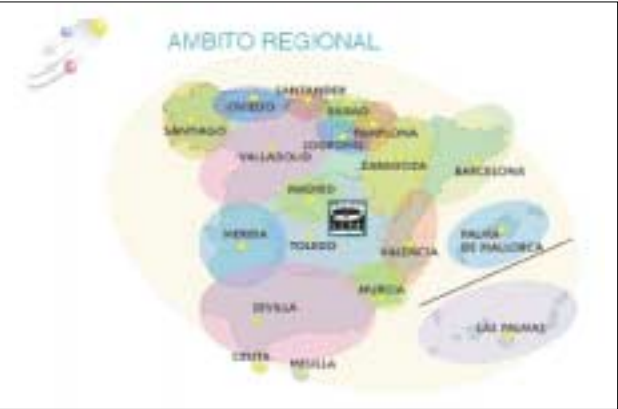 AMBITO REGIONAL
SANTANDER
OVIEDO
BILBAO
SANTIAGO
PAMPLONA
LOGROÑO
VALLADOLID
ZARAGOZA
BARCELONA
MADRID
MERIDA
TOLEDO
VALENCIA
PALMA
DE MALLORCA
MURCIA
SEVILLA
LAS PALMAS
CEUTA
MELILLA